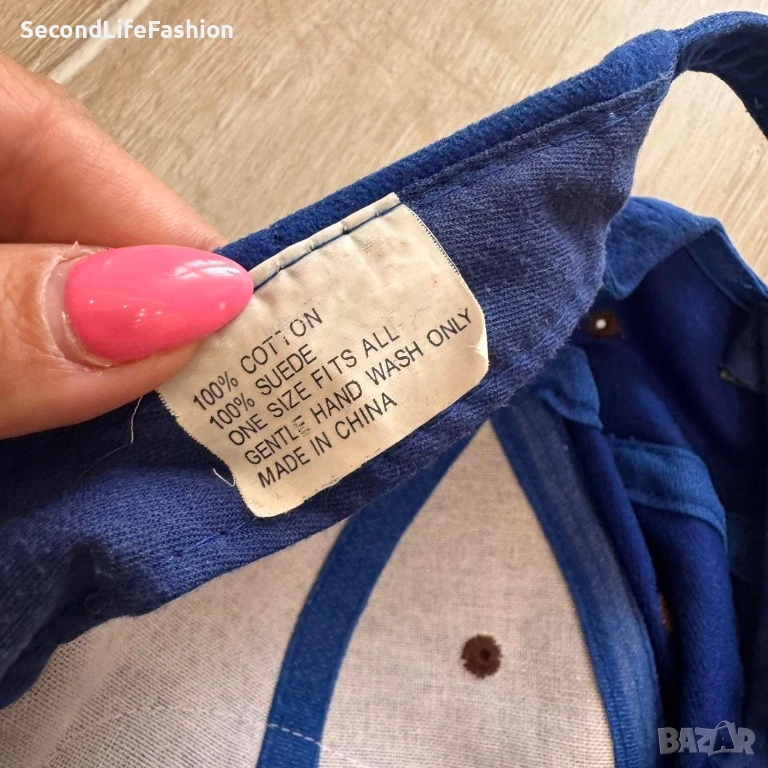 SecondLifeFashion
100% COTTON
100% SUEDE
ONE SIZE FITS ALL
GENTLE HAND WASH ONLY
MADE IN CHINA
BAZAR